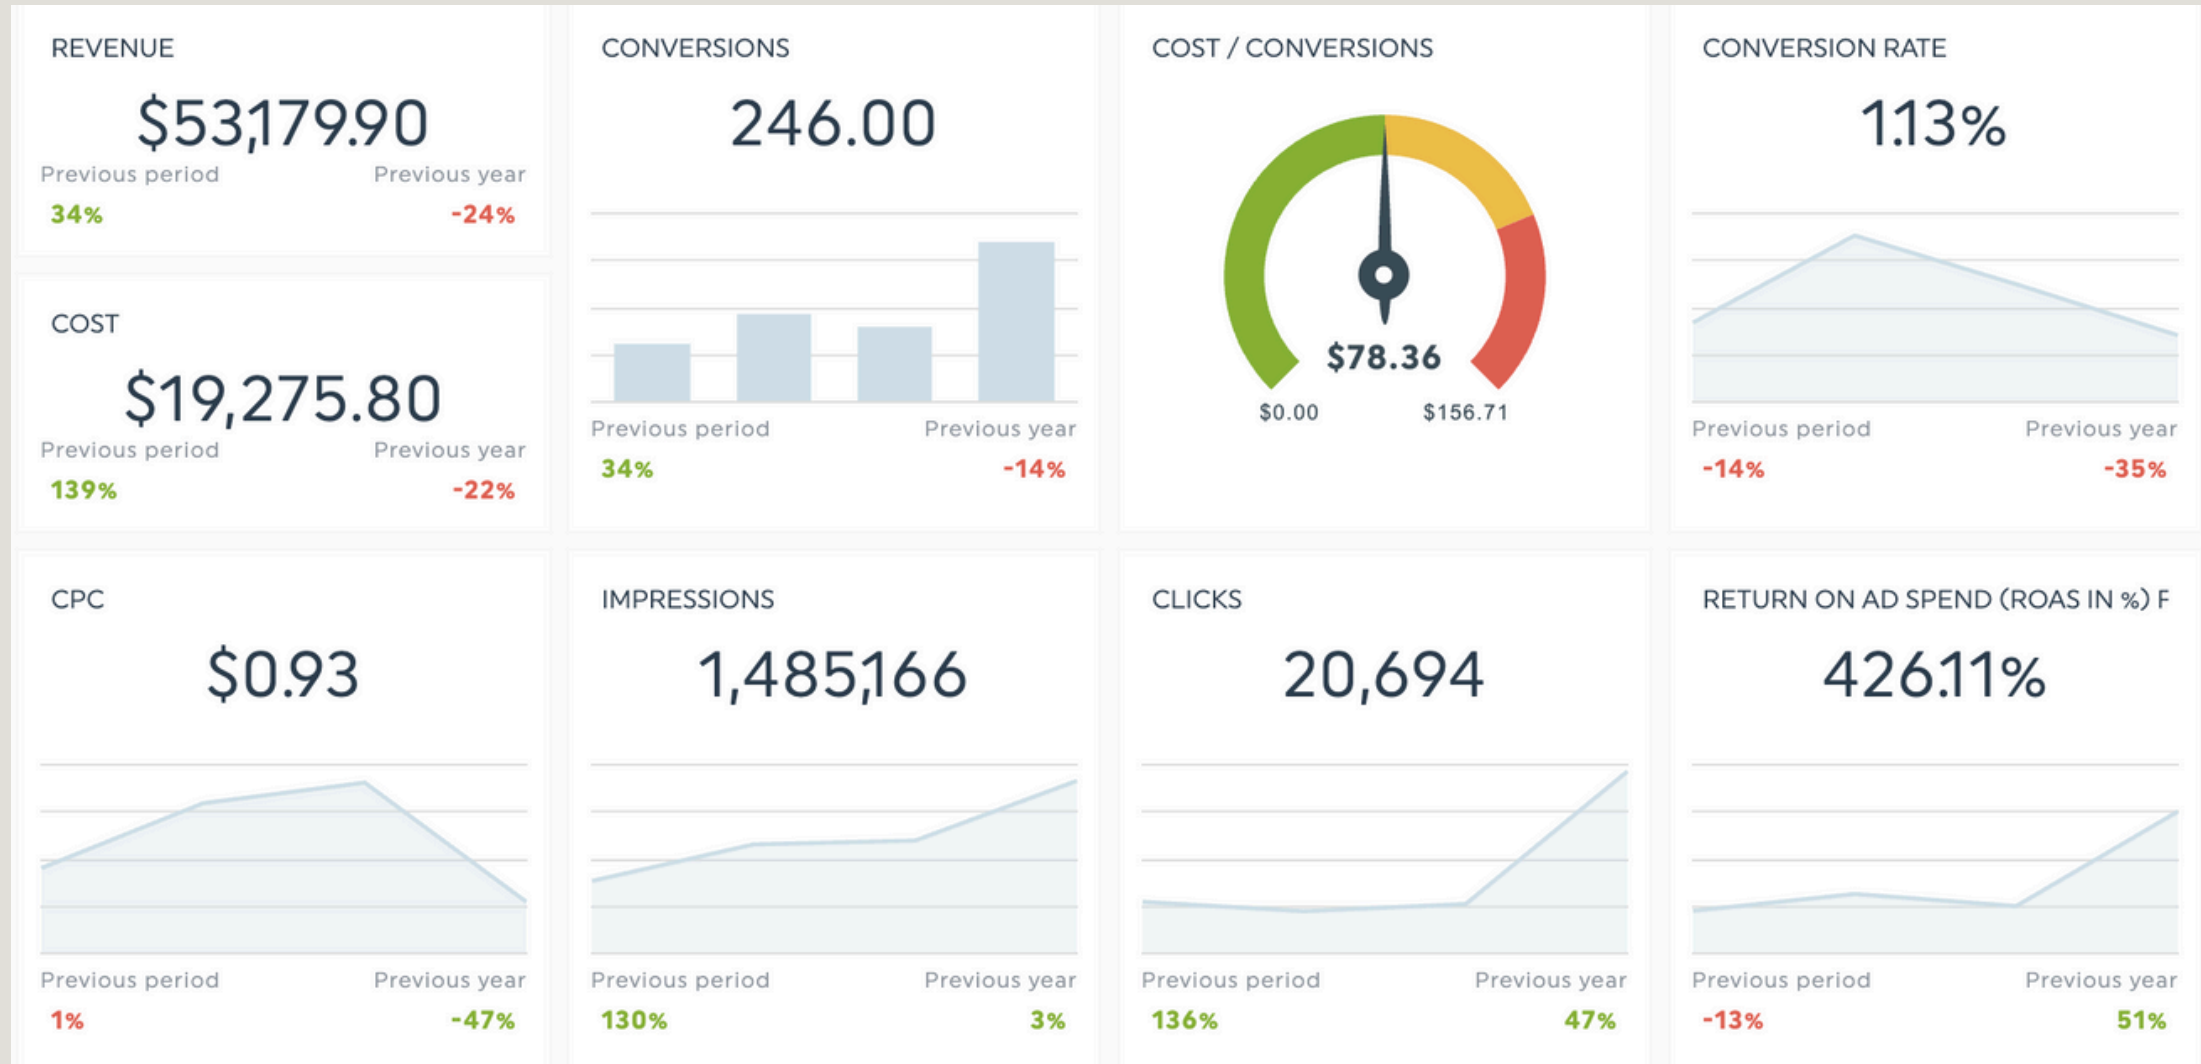 REVENUE
$53,179.90
Previous period Previous year
34% -24%
COST
$19,275.80
Previous period Previous year
139% -22%
CONVERSIONS
246.00
Previous period Previous year
34% -14%
COST / CONVERSIONS
$78.36
$0.00 $156.71
CONVERSION RATE
1.13%
Previous period Previous year
-14% -35%
CPC
$0.93
Previous period Previous year
1% -47%
IMPRESSIONS
1,485,166
Previous period Previous year
130% 3%
CLICKS
20,694
Previous period Previous year
136% 47%
RETURN ON AD SPEND (ROAS IN %) F
426.11%
Previous period Previous year
-13% 51%